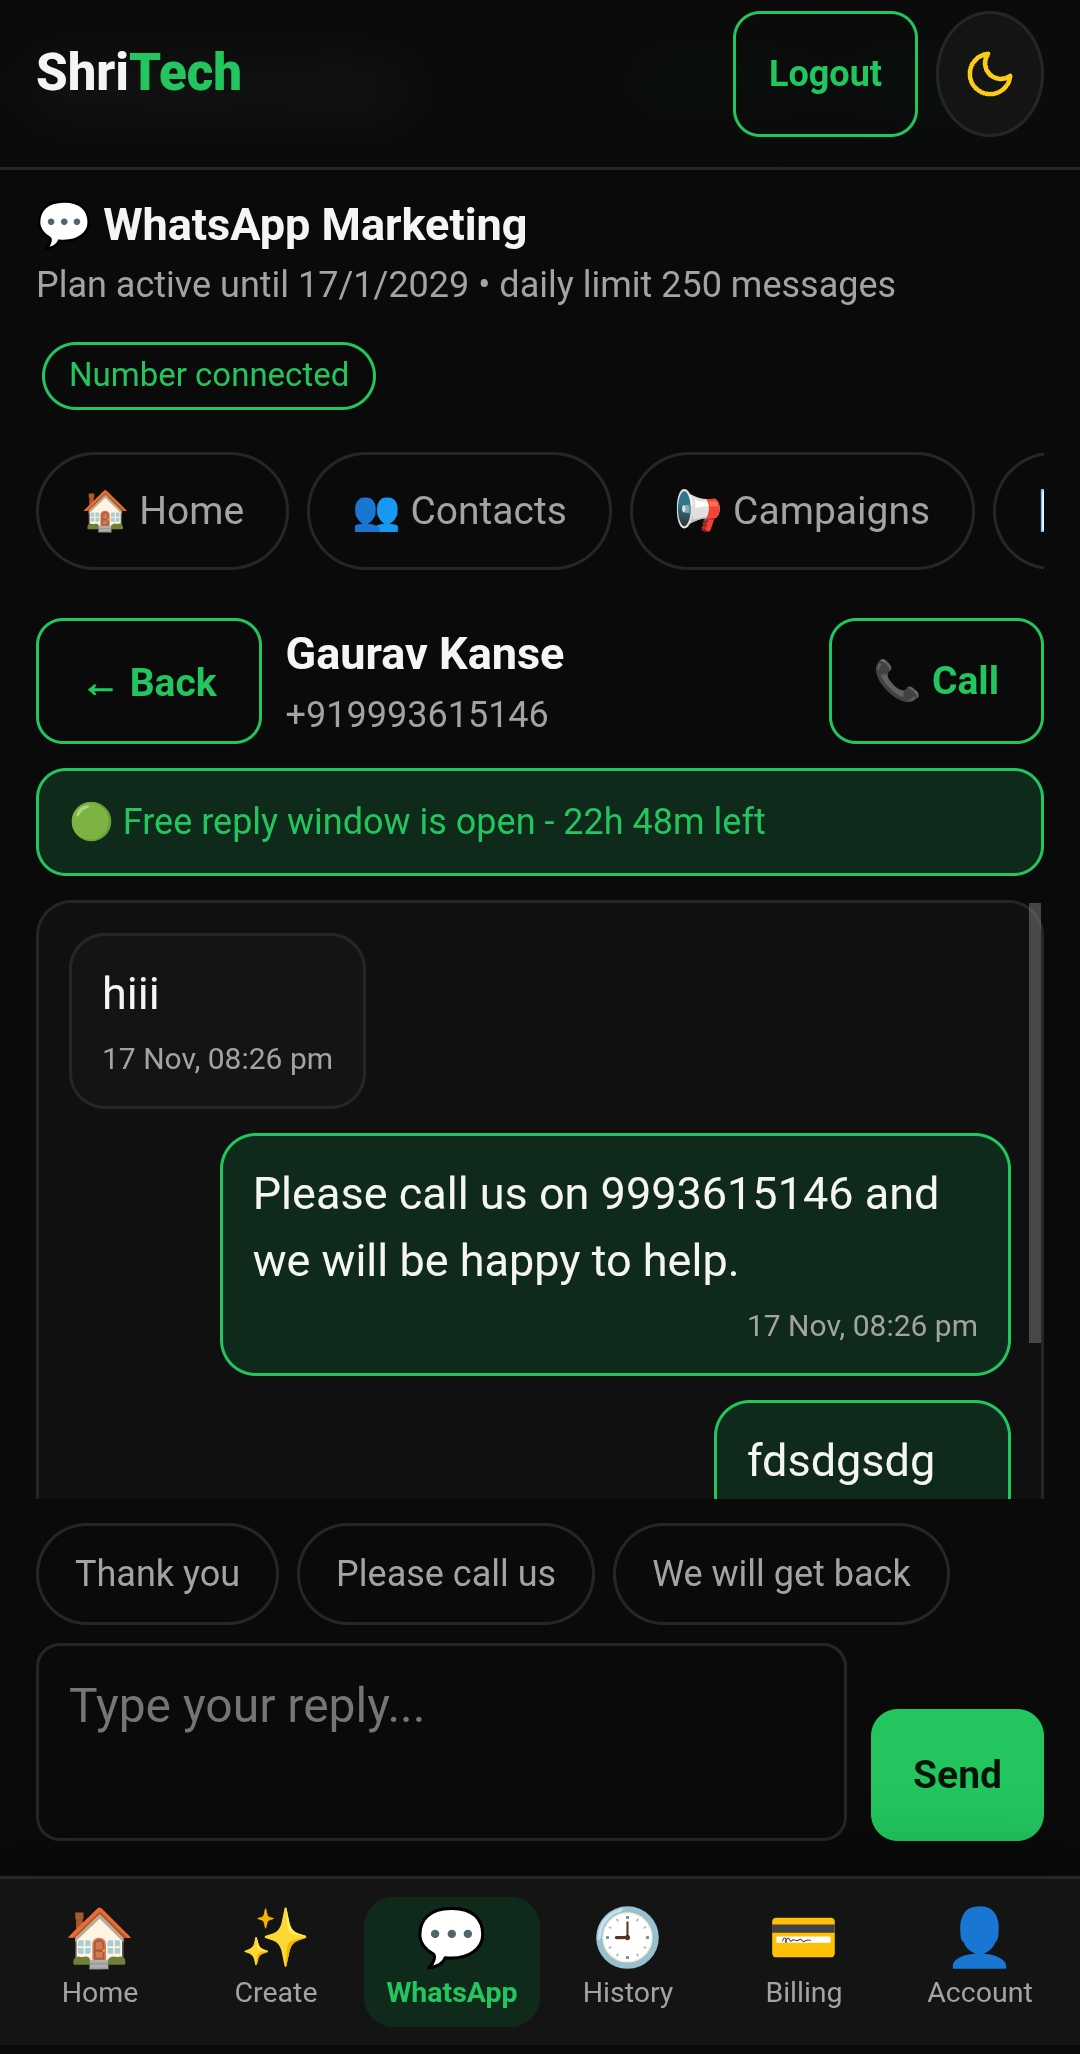 ShriTech
Logout
WhatsApp Marketing
Plan active until 17/1/2029 • daily limit 250 messages
Number connected
Home
Contacts
Campaigns
← Back
Gaurav Kanse
+919993615146
Call
Free reply window is open - 22h 48m left
hiii
17 Nov, 08:26 pm
Please call us on 9993615146 and
we will be happy to help.
17 Nov, 08:26 pm
fdsdgsdg
Thank you
Please call us
We will get back
Type your reply...
Send
Home
Create
WhatsApp
History
Billing
Account